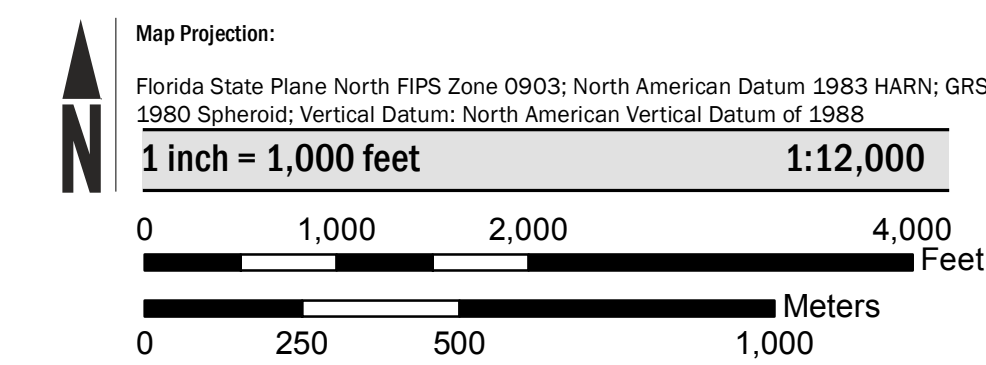 Map Projection:
Florida State Plane North FIPS Zone 0903; North American Datum 1983 HARN; GRS
1980 Spheroid; Vertical Datum: North American Vertical Datum of 1988
N
1 inch = 1,000 feet 1:12,000
0 1,000 2,000 4,000
Feet
Meters
0 250 500 1,000